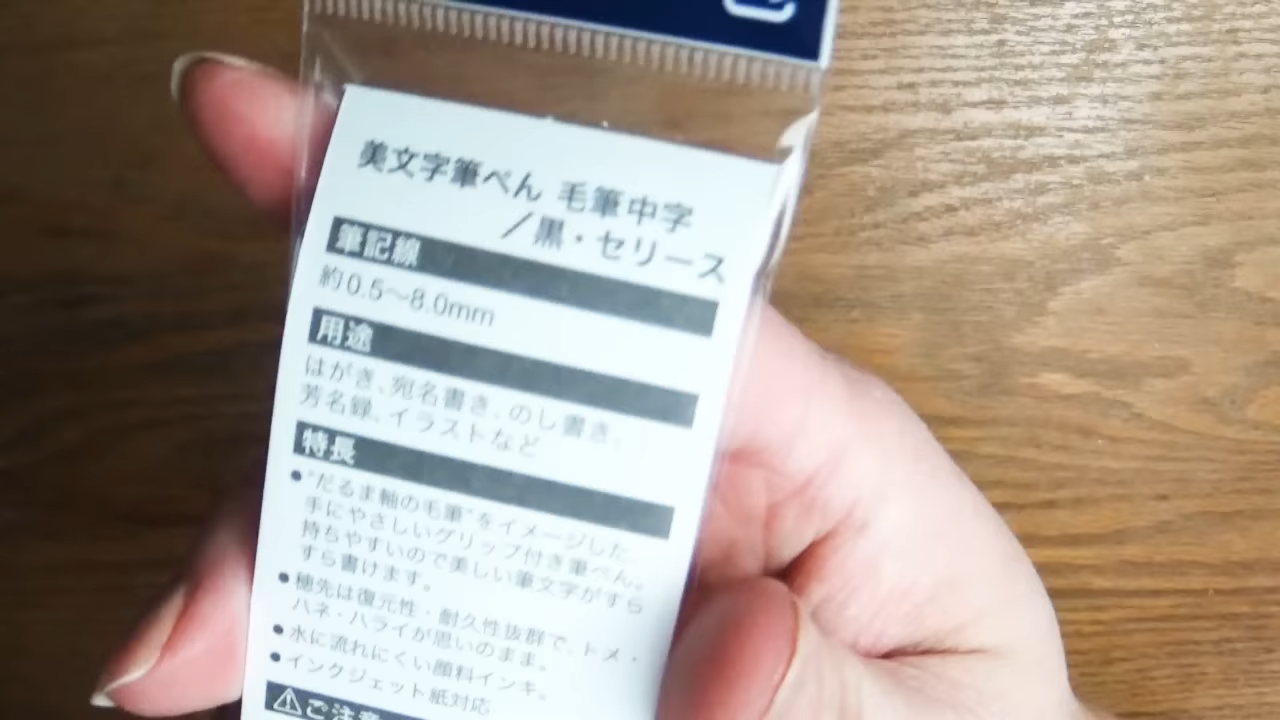 美文字筆ぺん 毛筆中字
／黒・セリース
筆記線
約0.5～8.0mm
用途
はがき、宛名書き、のし書き、
芳名録、イラストなど
特長
●“だるま軸の毛筆”をイメージした
手にやさしいグリップ付き筆ぺん。
持ちやすいので美しい筆文字がすら
すら書けます。
●穂先は復元性・耐久性抜群で、トメ・
ハネ・ハライが思いのまま。
●水に流れにくい顔料インキ。
●インクジェット紙対応
⚠ご注意